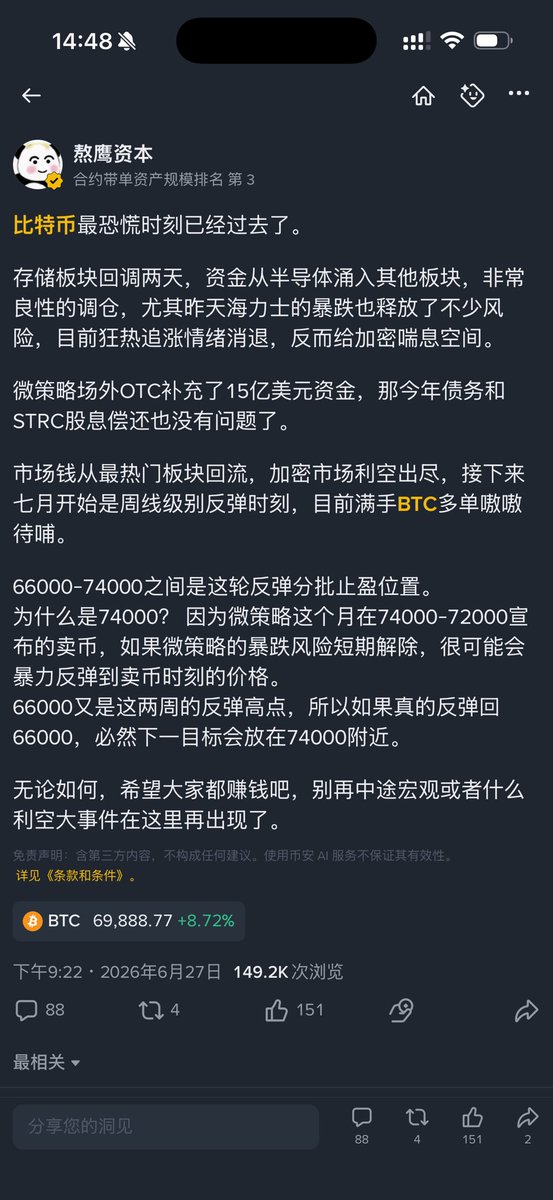 14:48
熬鹰资本
合约带单资产规模排名 第 3
比特币最恐慌时刻已经过去了。
存储板块回调两天，资金从半导体涌入其他板块，非常
良性的调仓，尤其昨天海力士的暴跌也释放了不少风
险，目前狂热追涨情绪消退，反而给加密喘息空间。
微策略场外OTC补充了15亿美元资金，那今年债务和
STRC股息偿还也没有问题了。
市场钱从最热门板块回流，加密市场利空出尽，接下来
七月开始是周线级别反弹时刻，目前满手BTC多单嗷嗷
待哺。
66000-74000之间是这轮反弹分批止盈位置。
为什么是74000？ 因为微策略这个月在74000-72000宣
布的卖币，如果微策略的暴跌风险短期解除，很可能会
暴力反弹到卖币时刻的价格。
66000又是这两周的反弹高点，所以如果真的反弹回
66000，必然下一目标会放在74000附近。
无论如何，希望大家都赚钱吧，别再中途宏观或者什么
利空大事件在这里再出现了。
免责声明：含第三方内容，不构成任何建议。使用币安 AI 服务不保证其有效性。
详见《条款和条件》。
BTC 69,888.77 +8.72%
下午9:22・2026年6月27日 149.2K次浏览
88 4 151
最相关
分享您的洞见
88 4 151 2